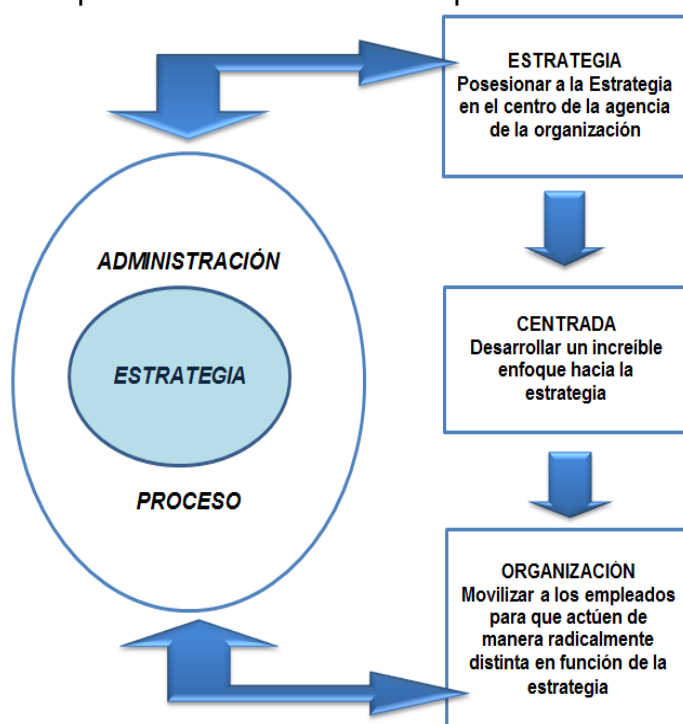 ESTRATEGIA
Posesionar a la Estrategia
en el centro de la agencia
de la organización
ADMINISTRACIÓN
ESTRATEGIA
PROCESO
CENTRADA
Desarrollar un increíble
enfoque hacia la
estrategia
ORGANIZACIÓN
Movilizar a los empleados
para que actúen de
manera radicalmente
distinta en función de la
estrategia